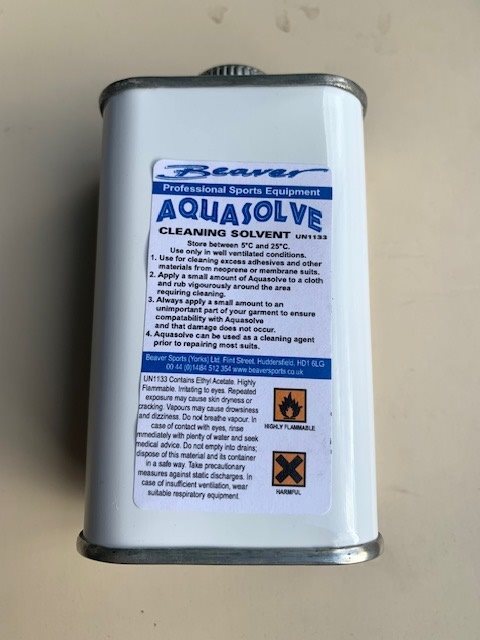 Beaver
Professional Sports Equipment
AQUASOLVE
CLEANING SOLVENT UN1133
Store between 5°C and 25°C.
Use only in well ventilated conditions.
1. Use for cleaning excess adhesives and other
materials from neoprene or membrane suits.
2. Apply a small amount of Aquasolve to a cloth
and rub vigourously around the area
requiring cleaning.
3. Always apply a small amount to an
unimportant part of your garment to ensure
compatability with Aquasolve
and that damage does not occur.
4. Aquasolve can be used as a cleaning agent
prior to repairing most suits.
Beaver Sports (Yorks) Ltd. Flint Street, Huddersfield, HD1 6LG
00 44 (0)1484 512 354 www.beaversports.co.uk
UN1133 Contains Ethyl Acetate. Highly
Flammable. Irritating to eyes. Repeated
exposure may cause skin dryness or
cracking. Vapours may cause drowsiness
and dizziness. Do not breathe vapour. In
case of contact with eyes, rinse
immediately with plenty of water and seek
medical advice. Do not empty into drains;
dispose of this material and its container
in a safe way. Take precautionary
measures against static discharges. In
case of insufficient ventilation, wear
suitable respiratory equipment
HIGHLY FLAMMABLE
HARMFUL